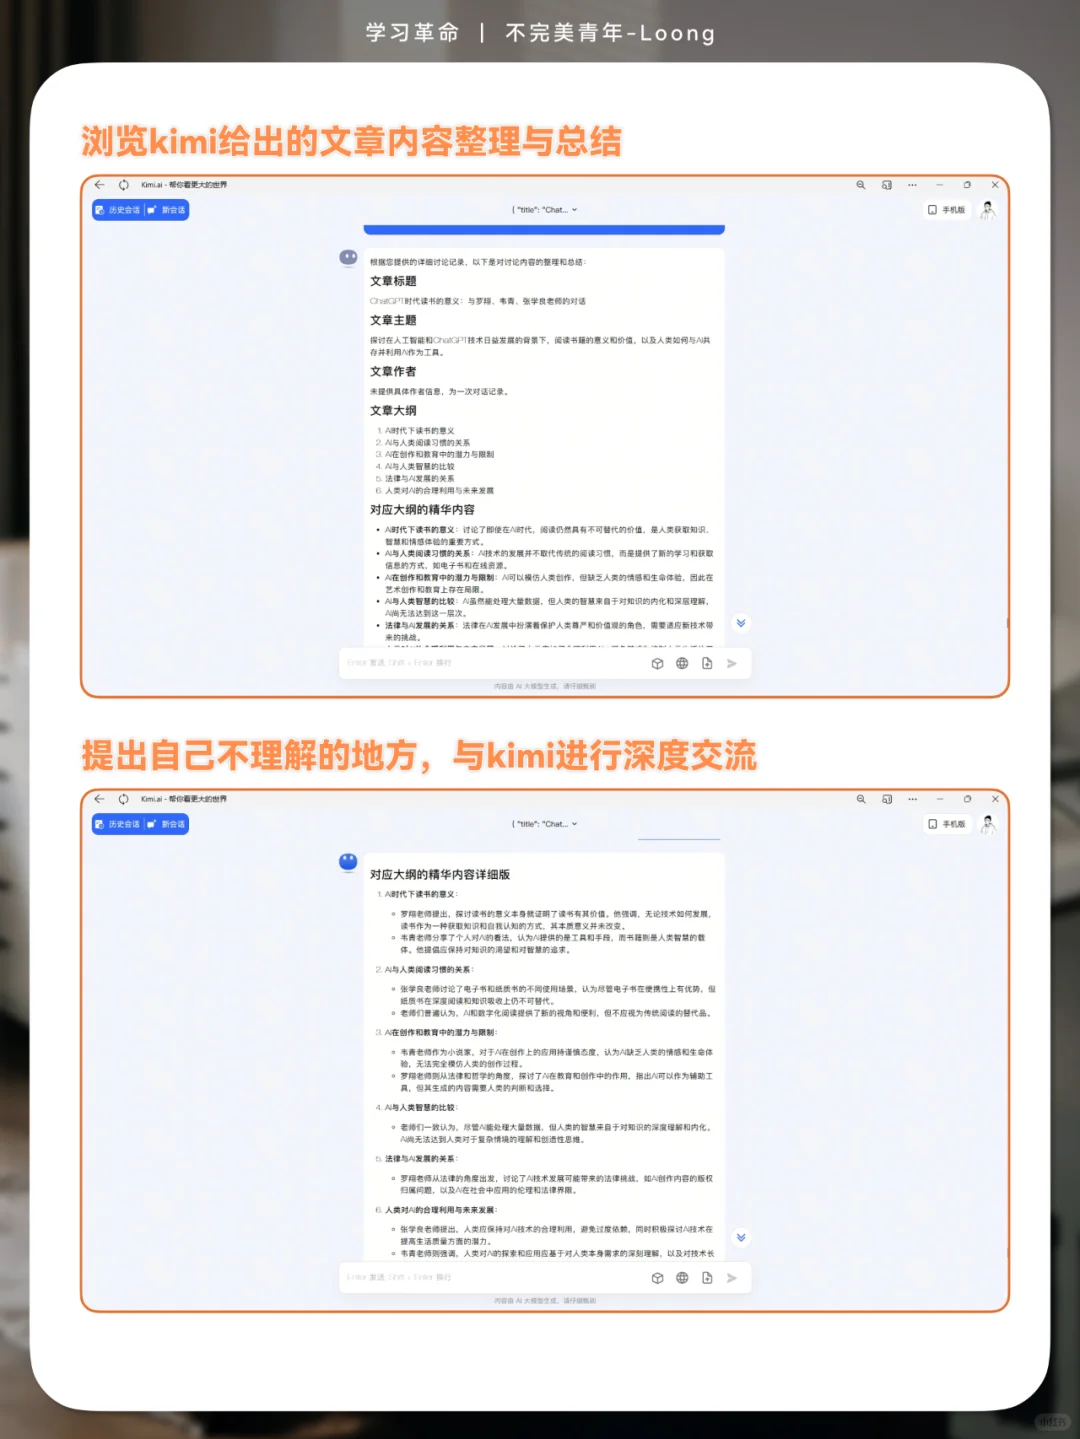 学习革命 | 不完美青年-Loong
浏览kimi给出的文章内容整理与总结
Kimi.ai - 帮你看更大的世界
历史会话 新会话
{ "title": "Chat...
手机版
根据您提供的详细讨论记录，以下是对讨论内容的整理和总结：
文章标题
ChatGPT时代读书的意义：与罗翔、韦青、张学良老师的对话
文章主题
探讨在人工智能和ChatGPT技术日益发展的背景下，阅读书籍的意义和价值，以及人类如何与AI共
存并利用AI作为工具。
文章作者
未提供具体作者信息，为一次对话记录。
文章大纲
1. AI时代下读书的意义
2. AI与人类阅读习惯的关系
3. AI在创作和教育中的潜力与限制
4. AI与人类智慧的比较
5. 法律与AI发展的关系
6. 人类对AI的合理利用与未来发展
对应大纲的精华内容
• AI时代下读书的意义：讨论了即使在AI时代，阅读仍然具有不可替代的价值，是人类获取知识、
智慧和情感体验的重要方式。
• AI与人类阅读习惯的关系：AI技术的发展并不取代传统的阅读习惯，而是提供了新的学习和获取
信息的方式，如电子书和在线资源。
• AI在创作和教育中的潜力与限制：AI可以模仿人类创作，但缺乏人类的情感和生命体验，因此在
艺术创作和教育上存在局限。
• AI与人类智慧的比较：AI虽然能处理大量数据，但人类的智慧来自于对知识的内化和深层理解，
AI尚无法达到这一层次。
• 法律与AI发展的关系：法律在AI发展中扮演着保护人类尊严和价值观的角色，需要适应新技术带
来的挑战。
Enter 发送，Shift + Enter 换行
内容由 AI 大模型生成，请仔细甄别
提出自己不理解的地方，与kimi进行深度交流
Kimi.ai - 帮你看更大的世界
历史会话 新会话
{ "title": "Chat...
手机版
对应大纲的精华内容详细版
1. AI时代下读书的意义：
罗翔老师提出，探讨读书的意义本身就证明了读书有其价值。他强调，无论技术如何发展，
读书作为一种获取知识和自我认知的方式，其本质意义并未改变。
韦青老师分享了个人对AI的看法，认为AI提供的是工具和手段，而书籍则是人类智慧的载
体。他提倡应保持对知识的渴望和对智慧的追求。
2. AI与人类阅读习惯的关系：
张学良老师讨论了电子书和纸质书的不同使用场景，认为尽管电子书在便携性上有优势，但
纸质书在深度阅读和知识吸收上仍不可替代。
老师们普遍认为，AI和数字化阅读提供了新的视角和便利，但不应视为传统阅读的替代品。
3. AI在创作和教育中的潜力与限制：
韦青老师作为小说家，对于AI在创作上的应用持谨慎态度，认为AI缺乏人类的情感和生命体
验，无法完全模仿人类的创作过程。
罗翔老师则从法律和哲学的角度，探讨了AI在教育和创作中的作用，指出AI可以作为辅助工
具，但其生成的内容需要人类的判断和选择。
4. AI与人类智慧的比较：
老师们一致认为，尽管AI能处理大量数据，但人类的智慧来自于对知识的深度理解和内化，
AI尚无法达到人类对于复杂情境的理解和创造性思维。
5. 法律与AI发展的关系：
罗翔老师从法律的角度出发，讨论了AI技术发展可能带来的法律挑战，如AI创作内容的版权
归属问题，以及AI在社会中应用的伦理和法律界限。
6. 人类对AI的合理利用与未来发展：
张学良老师提出，人类应保持对AI技术的合理利用，避免过度依赖，同时积极探讨AI技术在
提高生活质量方面的潜力。
韦青老师则强调，人类对AI的探索和应用应基于对人类本身需求的深刻理解，以及对技术长
Enter 发送，Shift + Enter 换行
内容由 AI 大模型生成，请仔细甄别
小红书